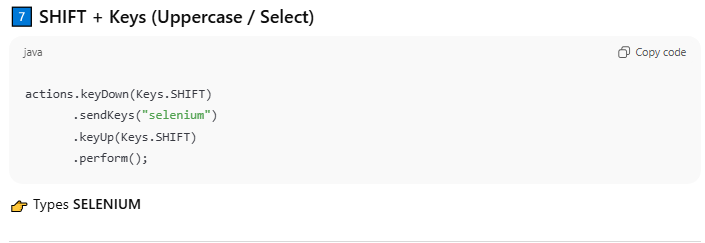 7 SHIFT + Keys (Uppercase / Select)
java Copy code
actions.keyDown(Keys.SHIFT)
.sendKeys("selenium")
.keyUp(Keys.SHIFT)
.perform();
👉 Types SELENIUM